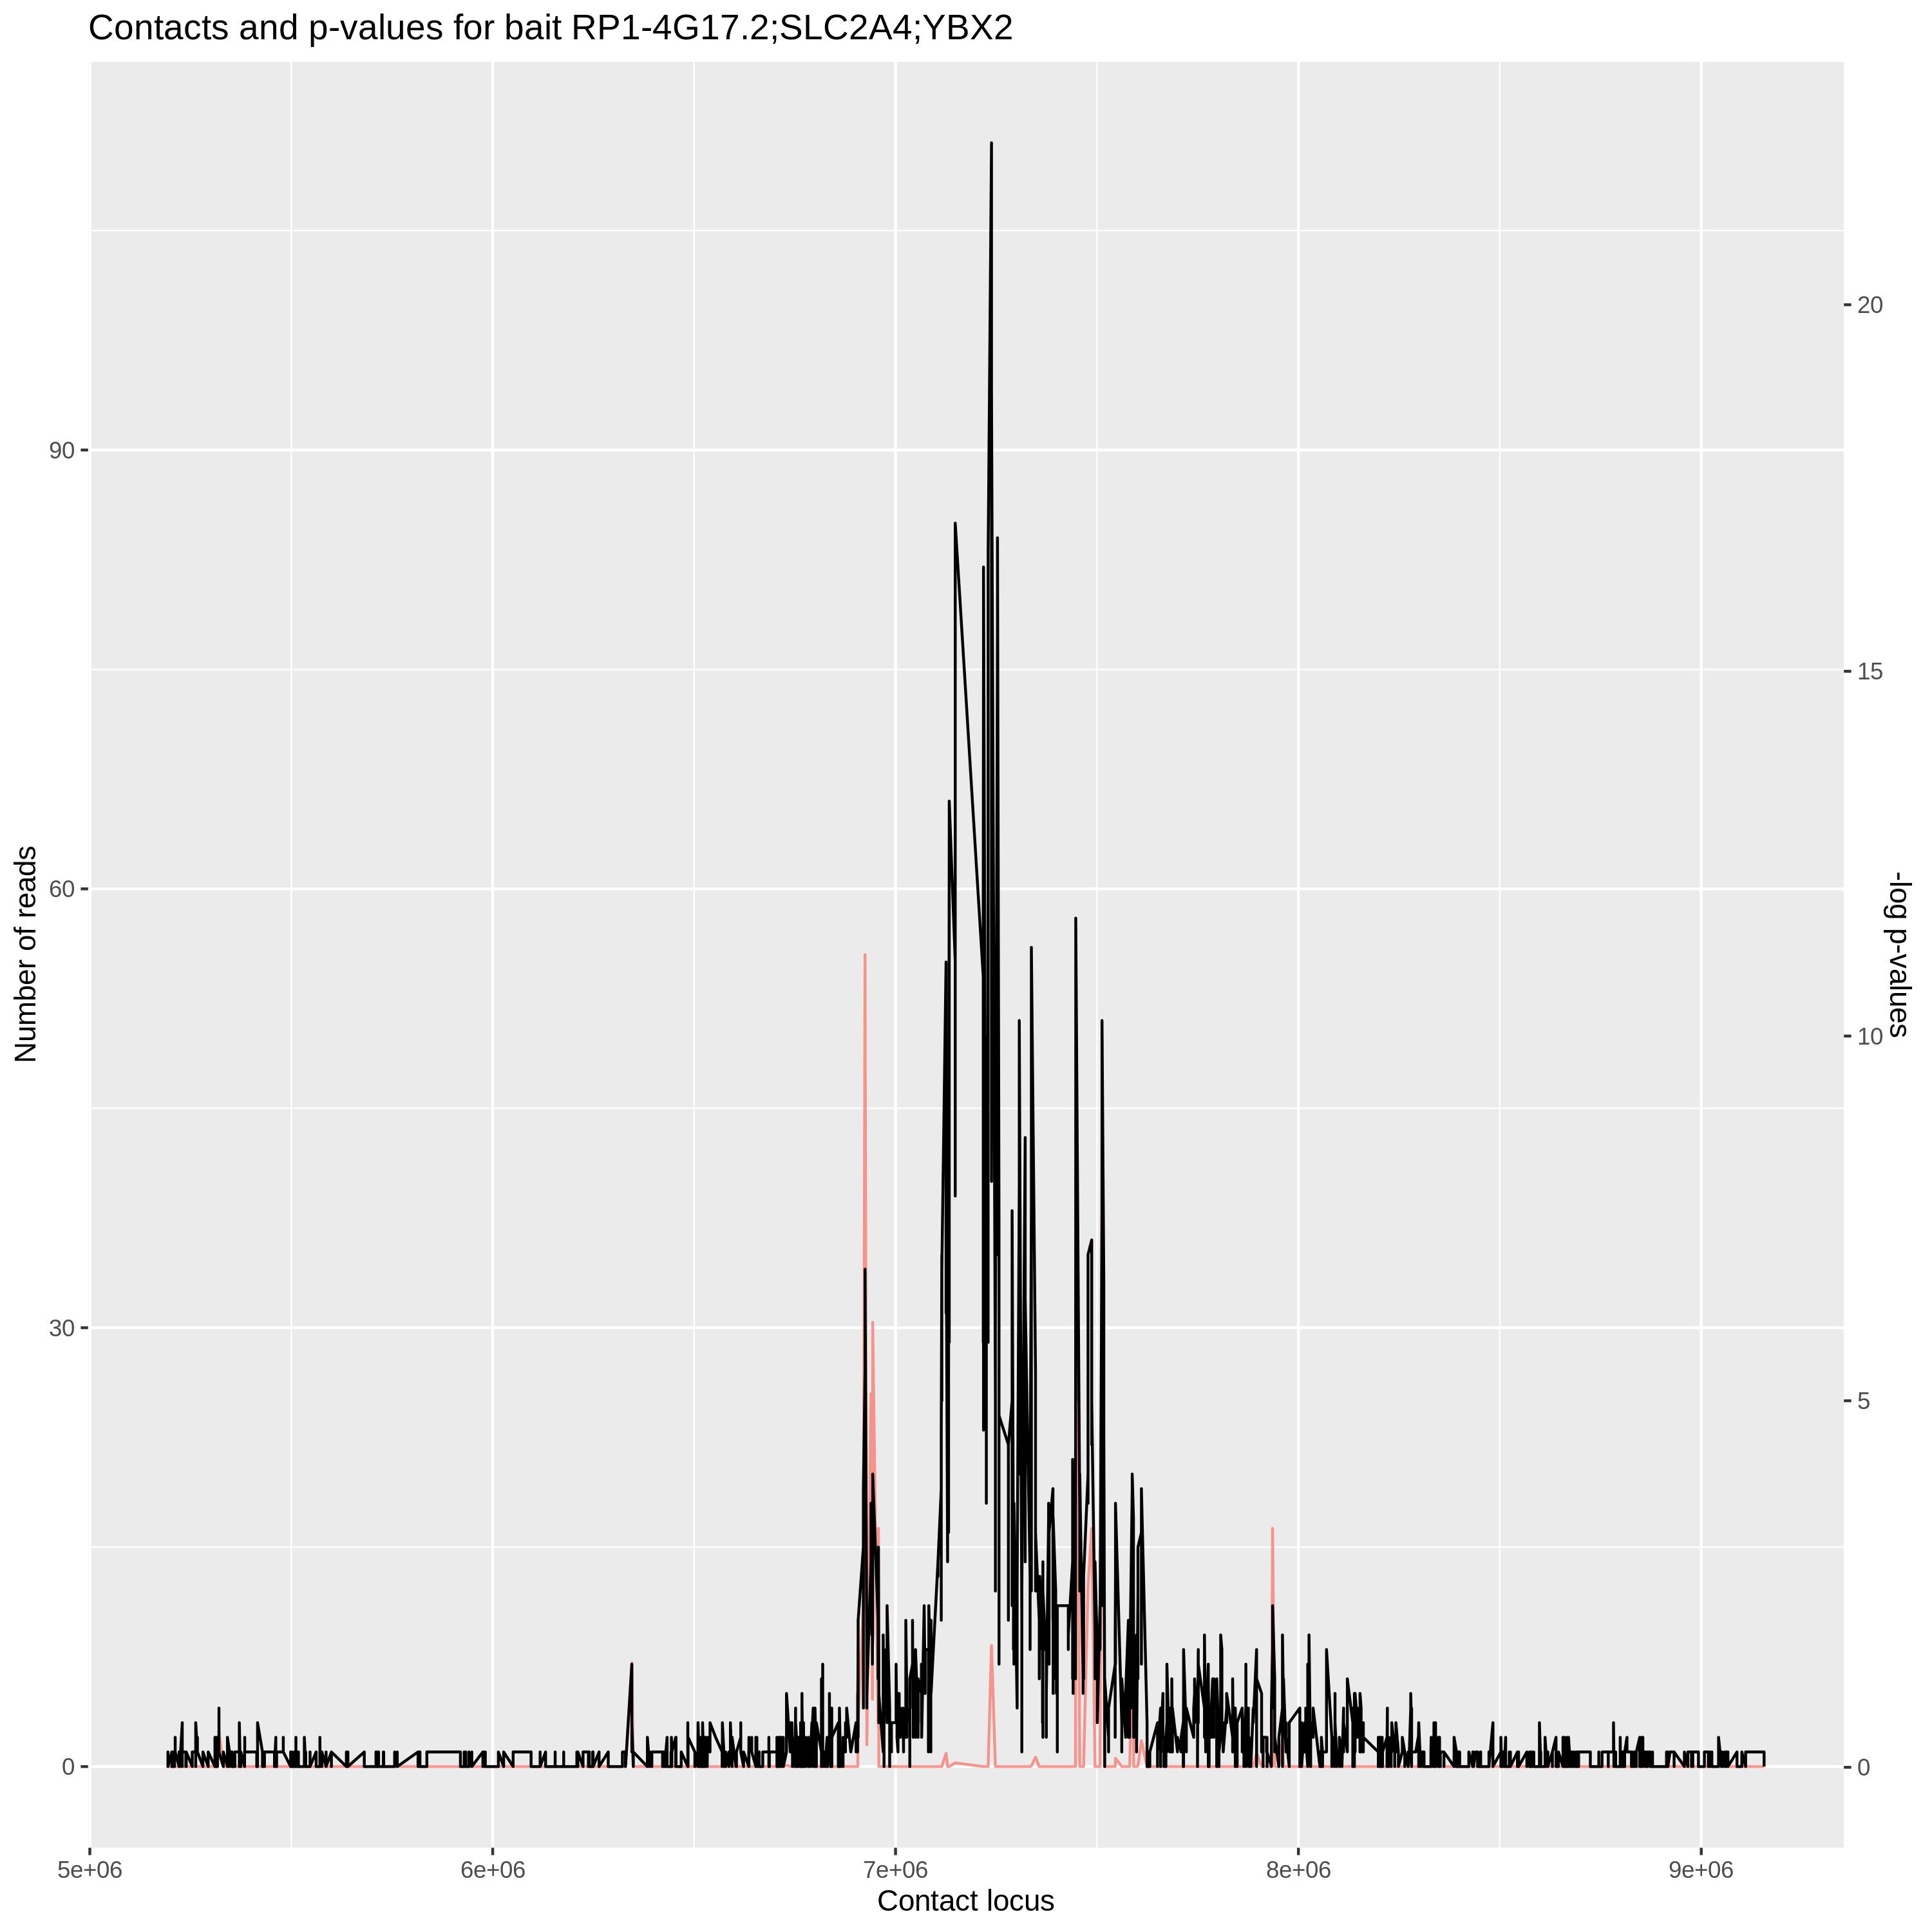 Contacts and p-values for bait RP1-4G17.2;SLC2A4;YBX2
90
60
30
0
Number of reads
20
15
10
5
0
-log p-values
5e+06
6e+06
7e+06
8e+06
9e+06
Contact locus